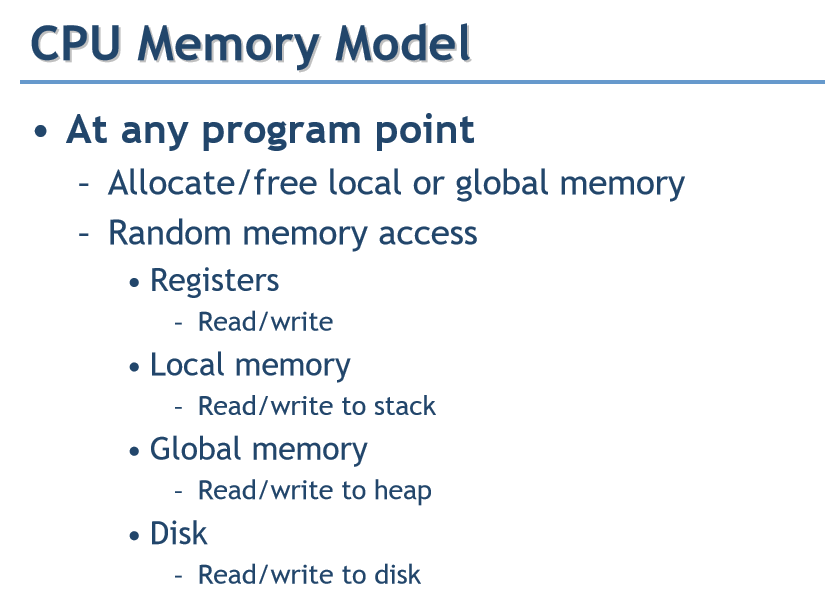 CPU Memory Model
• At any program point
– Allocate/free local or global memory
– Random memory access
• Registers
– Read/write
• Local memory
– Read/write to stack
• Global memory
– Read/write to heap
• Disk
– Read/write to disk